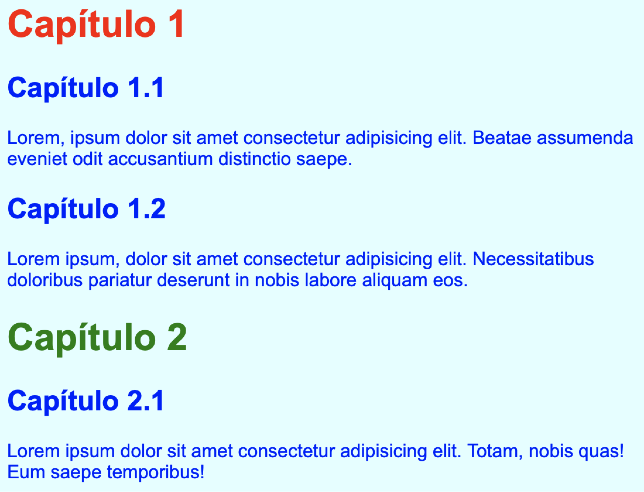 Capítulo 1
Capítulo 1.1
Lorem, ipsum dolor sit amet consectetur adipisicing elit. Beatae assumenda
eveniet odit accusantium distinctio saepe.
Capítulo 1.2
Lorem ipsum, dolor sit amet consectetur adipisicing elit. Necessitatibus
doloribus pariatur deserunt in nobis labore aliquam eos.
Capítulo 2
Capítulo 2.1
Lorem ipsum dolor sit amet consectetur adipisicing elit. Totam, nobis quas!
Eum saepe temporibus!